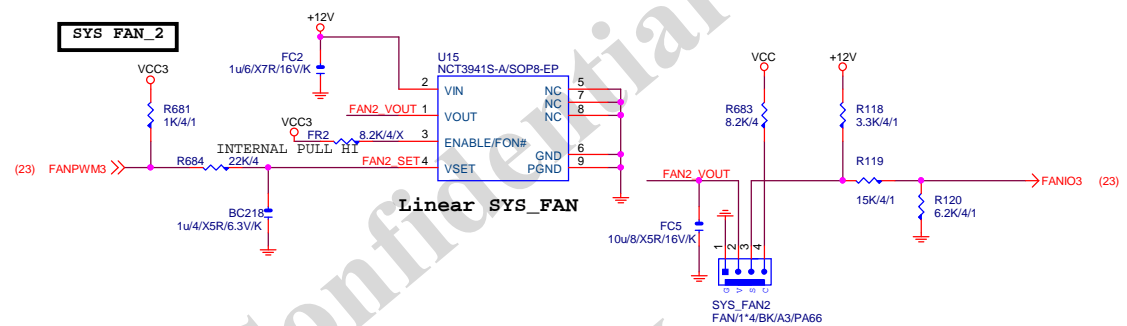 SYS FAN_2
+12V
FC2
1u/6/X7R/16V/K
U15
NCT3941S-A/SOP8-EP
VCC3
R681
1K/4/1
2
VIN
NC
5
NC
7
NC
8
FAN2_VOUT
1
VOUT
VCC3
FR2
8.2K/4/X
3
ENABLE/FON#
INTERNAL PULL HI
GND
6
(23)
FANPWM3
R684
22K/4
FAN2_SET
4
VSET
PGND
9
BC218
1u/4/X5R/6.3V/K
Linear SYS_FAN
VCC
+12V
R683
8.2K/4
R118
3.3K/4/1
FAN2_VOUT
R119
15K/4/1
FANIO3
(23)
R120
6.2K/4/1
FC5
10u/8/X5R/16V/K
1
2
3
4
G
V
S
C
SYS_FAN2
FAN/1*4/BK/A3/PA66
Confidential